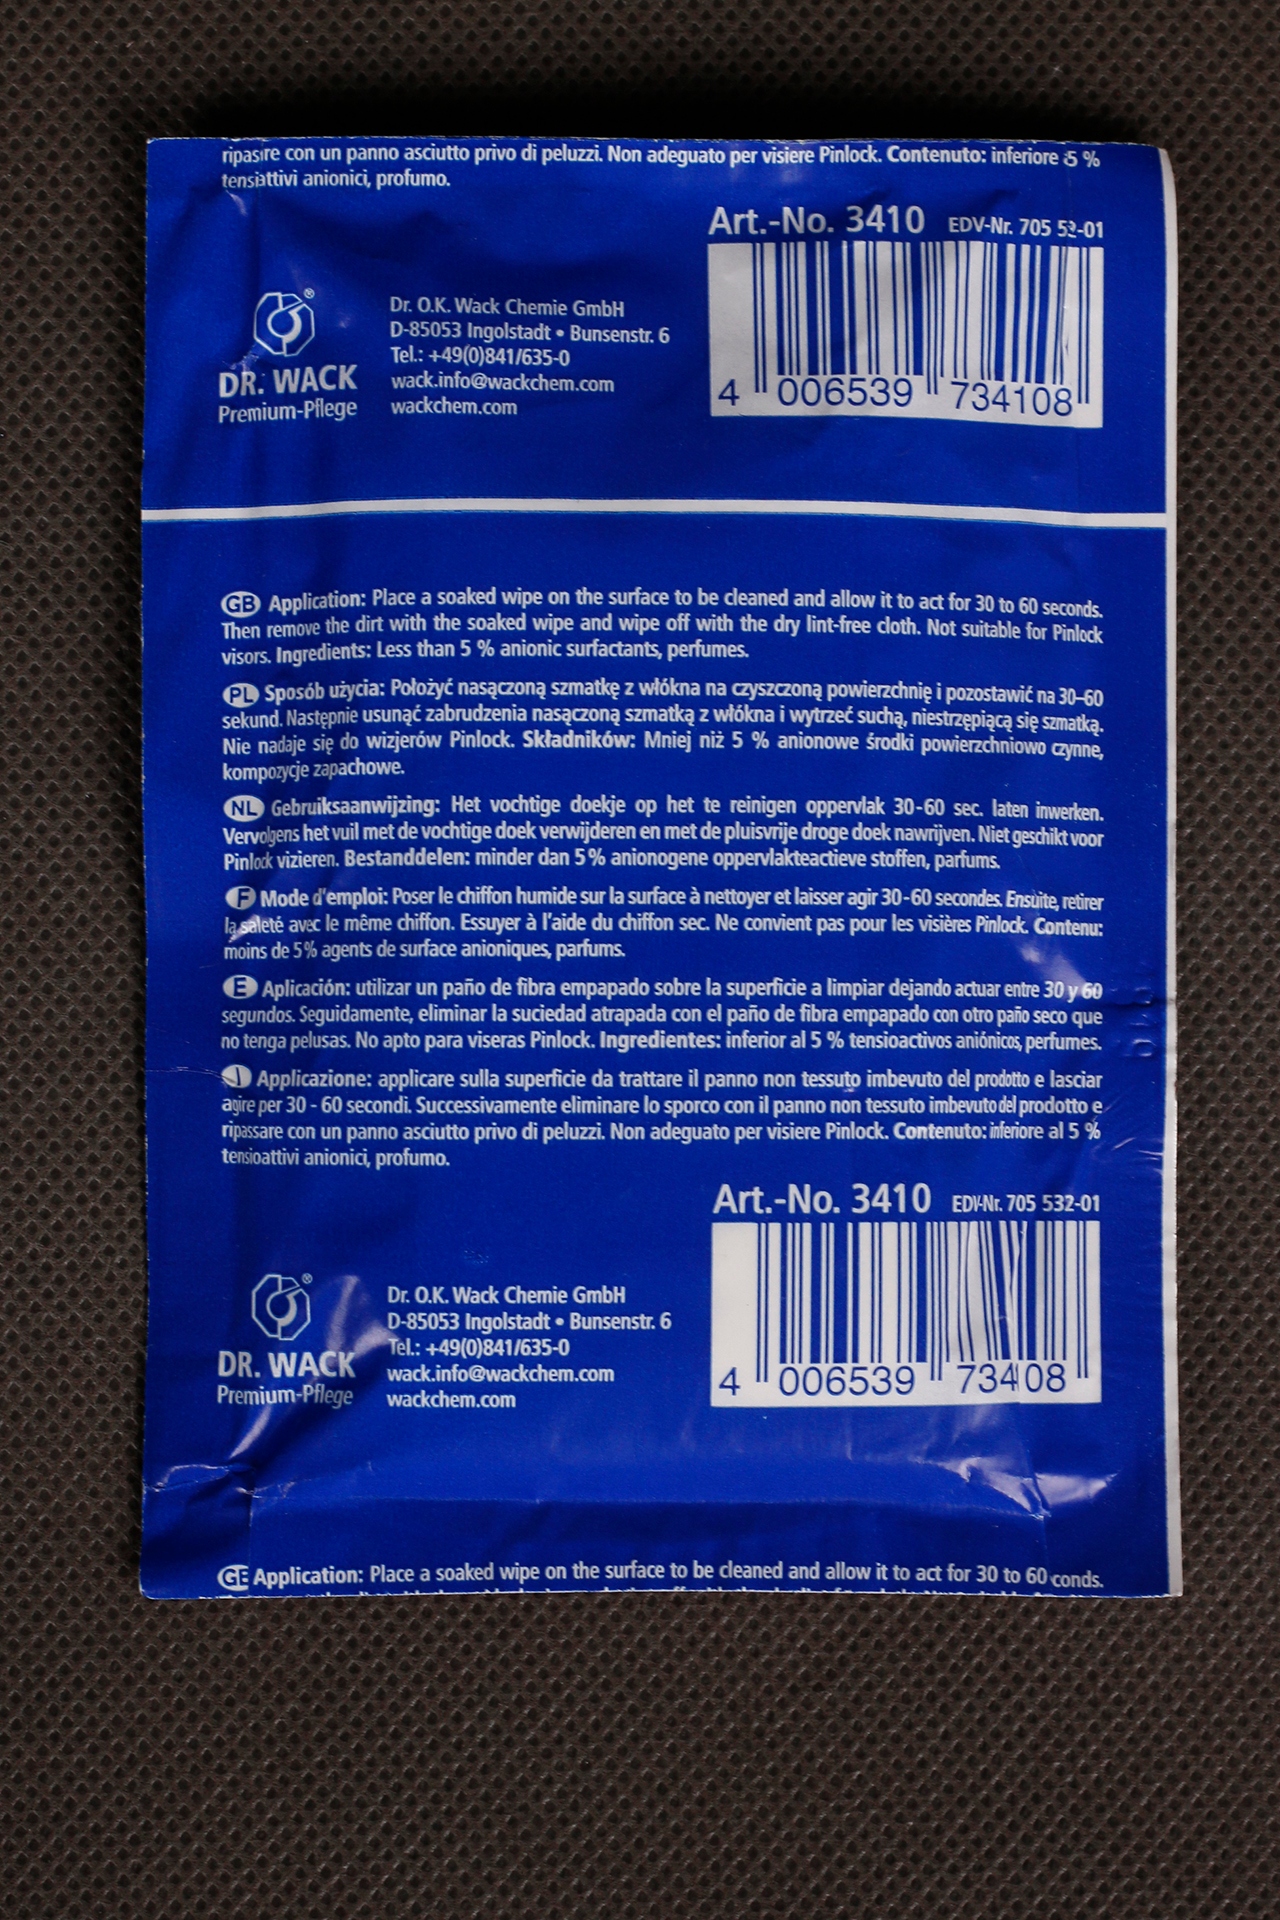 ripasire con un panno asciutto privo di peluzzi. Non adeguato per visiere Pinlock. Contenuto: inferiore 5 %
tensiattivi anionici, profumo.
Art.-No. 3410 EDV-Nr. 705 52-01
®
DR. WACK
Premium-Pflege
Dr. O.K. Wack Chemie GmbH
D-85053 Ingolstadt • Bunsenstr. 6
Tel.: +49(0)841/635-0
wack.info@wackchem.com
wackchem.com
4 006539 734108
GB Application: Place a soaked wipe on the surface to be cleaned and allow it to act for 30 to 60 seconds.
Then remove the dirt with the soaked wipe and wipe off with the dry lint-free cloth. Not suitable for Pinlock
visors. Ingredients: Less than 5 % anionic surfactants, perfumes.
PL Sposób użycia: Położyć nasączoną szmatkę z włókna na czyszczoną powierzchnię i pozostawić na 30–60
sekund. Następnie usunąć zabrudzenia nasączoną szmatką z włókna i wytrzeć suchą, niestrzępiącą się szmatką.
Nie nadaje się do wizjerów Pinlock. Składników: Mniej niż 5 % anionowe środki powierzchniowo czynne,
kompozycje zapachowe.
NL Gebruiksaanwijzing: Het vochtige doekje op het te reinigen oppervlak 30-60 sec. laten inwerken.
Vervolgens het vuil met de vochtige doek verwijderen en met de pluisvrije droge doek nawrijven. Niet geschikt voor
Pinlock vizieren. Bestanddelen: minder dan 5% anionogene oppervlakteactieve stoffen, parfums.
F Mode d'emploi: Poser le chiffon humide sur la surface à nettoyer et laisser agir 30-60 secondes. Ensuite, retirer
la saleté avec le même chiffon. Essuyer à l'aide du chiffon sec. Ne convient pas pour les visières Pinlock. Contenu:
moins de 5% agents de surface anioniques, parfums.
E Aplicación: utilizar un paño de fibra empapado sobre la superficie a limpiar dejando actuar entre 30 y 60
segundos. Seguidamente, eliminar la suciedad atrapada con el paño de fibra empapado con otro paño seco que
no tenga pelusas. No apto para viseras Pinlock. Ingredientes: inferior al 5 % tensioactivos aniónicos, perfumes.
I Applicazione: applicare sulla superficie da trattare il panno non tessuto imbevuto del prodotto e lasciar
agire per 30 - 60 secondi. Successivamente eliminare lo sporco con il panno non tessuto imbevuto del prodotto e
ripassare con un panno asciutto privo di peluzzi. Non adeguato per visiere Pinlock. Contenuto: inferiore al 5 %
tensioattivi anionici, profumo.
Art.-No. 3410 EDV-Nr. 705 532-01
®
DR. WACK
Premium-Pflege
Dr. O.K. Wack Chemie GmbH
D-85053 Ingolstadt • Bunsenstr. 6
Tel.: +49(0)841/635-0
wack.info@wackchem.com
wackchem.com
4 006539 734108
Application: Place a soaked wipe on the surface to be cleaned and allow it to act for 30 to 60 conds.